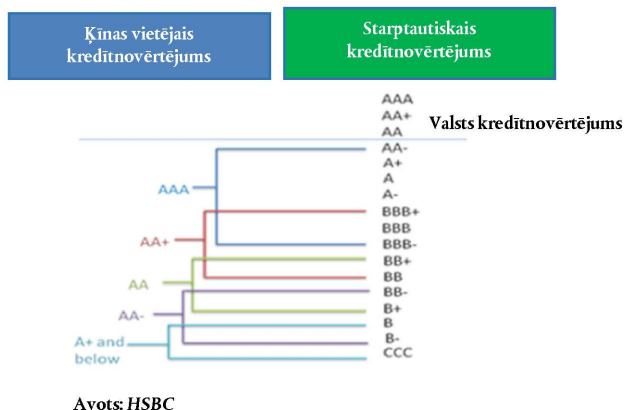 Ķīnas vietējais
kredītnovērtējums
Starptautiskais
kredītnovērtējums
AAA
AA+
AA
Valsts kredītnovērtējums
AA-
A+
A
A-
BBB+
BBB
BBB-
BB+
BB
BB-
B+
B
B-
CCC
AAA
AA+
AA
AA-
A+ and
below
Avots: HSBC